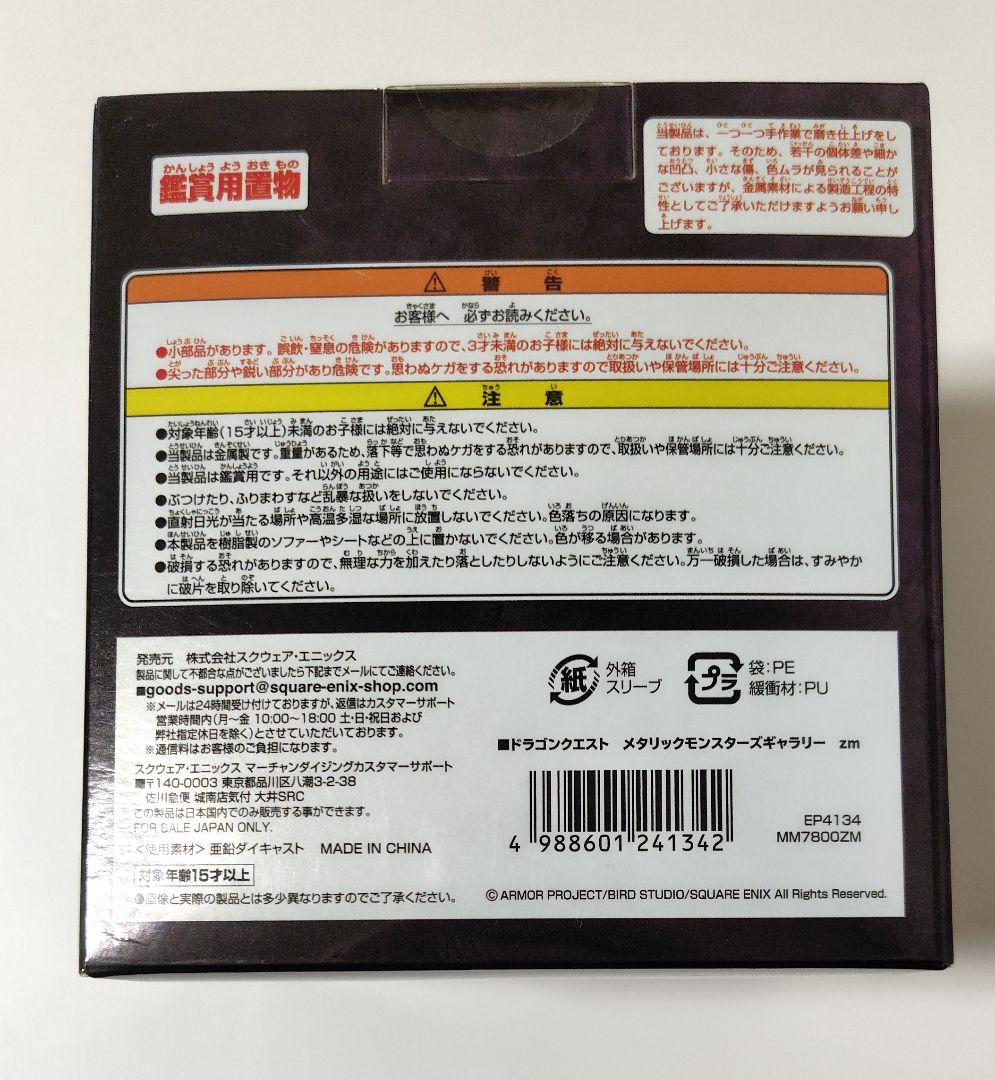 かんしょう よう おき もの
鑑賞用置物
当製品は、一つ一つ手作業で磨き仕上げをし
ております。そのため、若干の個体差や細か
な凹凸、小さな傷、色ムラが見られることが
ございますが、金属素材による製造工程の特
性としてご了承いただけますようお願い申し
上げます。
⚠ 警告
お客様へ 必ずお読みください。
●小部品があります。誤飲・窒息の危険がありますので、3才未満のお子様には絶対に与えないでください。
●尖った部分や鋭い部分があり危険です。思わぬケガをする恐れがありますので取扱いや保管場所には十分ご注意ください。
⚠ 注意
●対象年齢(15才以上)未満のお子様には絶対に与えないでください。
●当製品は金属製です。重量があるため、落下等で思わぬケガをする恐れがありますので、取扱いや保管場所には十分ご注意ください。
●当製品は鑑賞用です。それ以外の用途にはご使用にならないでください。
●ぶつけたり、ふりまわすなど乱暴な扱いをしないでください。
●直射日光が当たる場所や高温多湿な場所に放置しないでください。色落ちの原因になります。
●本製品を樹脂製のソファーやシートなどの上に置かないでください。色が移る場合があります。
●破損する恐れがありますので、無理な力を加えたり落としたりしないようにご注意ください。万一破損した場合は、すみやか
に破片を取り除いてください。
発売元 株式会社スクウェア・エニックス
製品に関して不都合な点がございましたら下記までメールにてご連絡ください。
■goods-support@square-enix-shop.com
※メールは24時間受け付けておりますが、返信はカスタマーサポート
営業時間内(月〜金 10:00〜18:00 土・日・祝日および
弊社指定休日を除く)とさせていただいております。
※通信料はお客様のご負担になります。
スクウェア・エニックス マーチャンダイジングカスタマーサポート
■〒140-0003 東京都品川区八潮3-2-38
佐川急便 城南店気付 大井SRC
この製品は日本国内でのみ販売する事ができます。
FOR SALE JAPAN ONLY.
<使用素材> 亜鉛ダイキャスト MADE IN CHINA
対象年齢15才以上
●画像と実際の製品とは多少異なりますのでご了承ください。
紙 外箱
スリーブ
プラ 袋:PE
緩衝材:PU
■ドラゴンクエスト メタリックモンスターズギャラリー zm
EP4134
MM7800ZM
4 988601 241342
© ARMOR PROJECT/BIRD STUDIO/SQUARE ENIX All Rights Reserved.